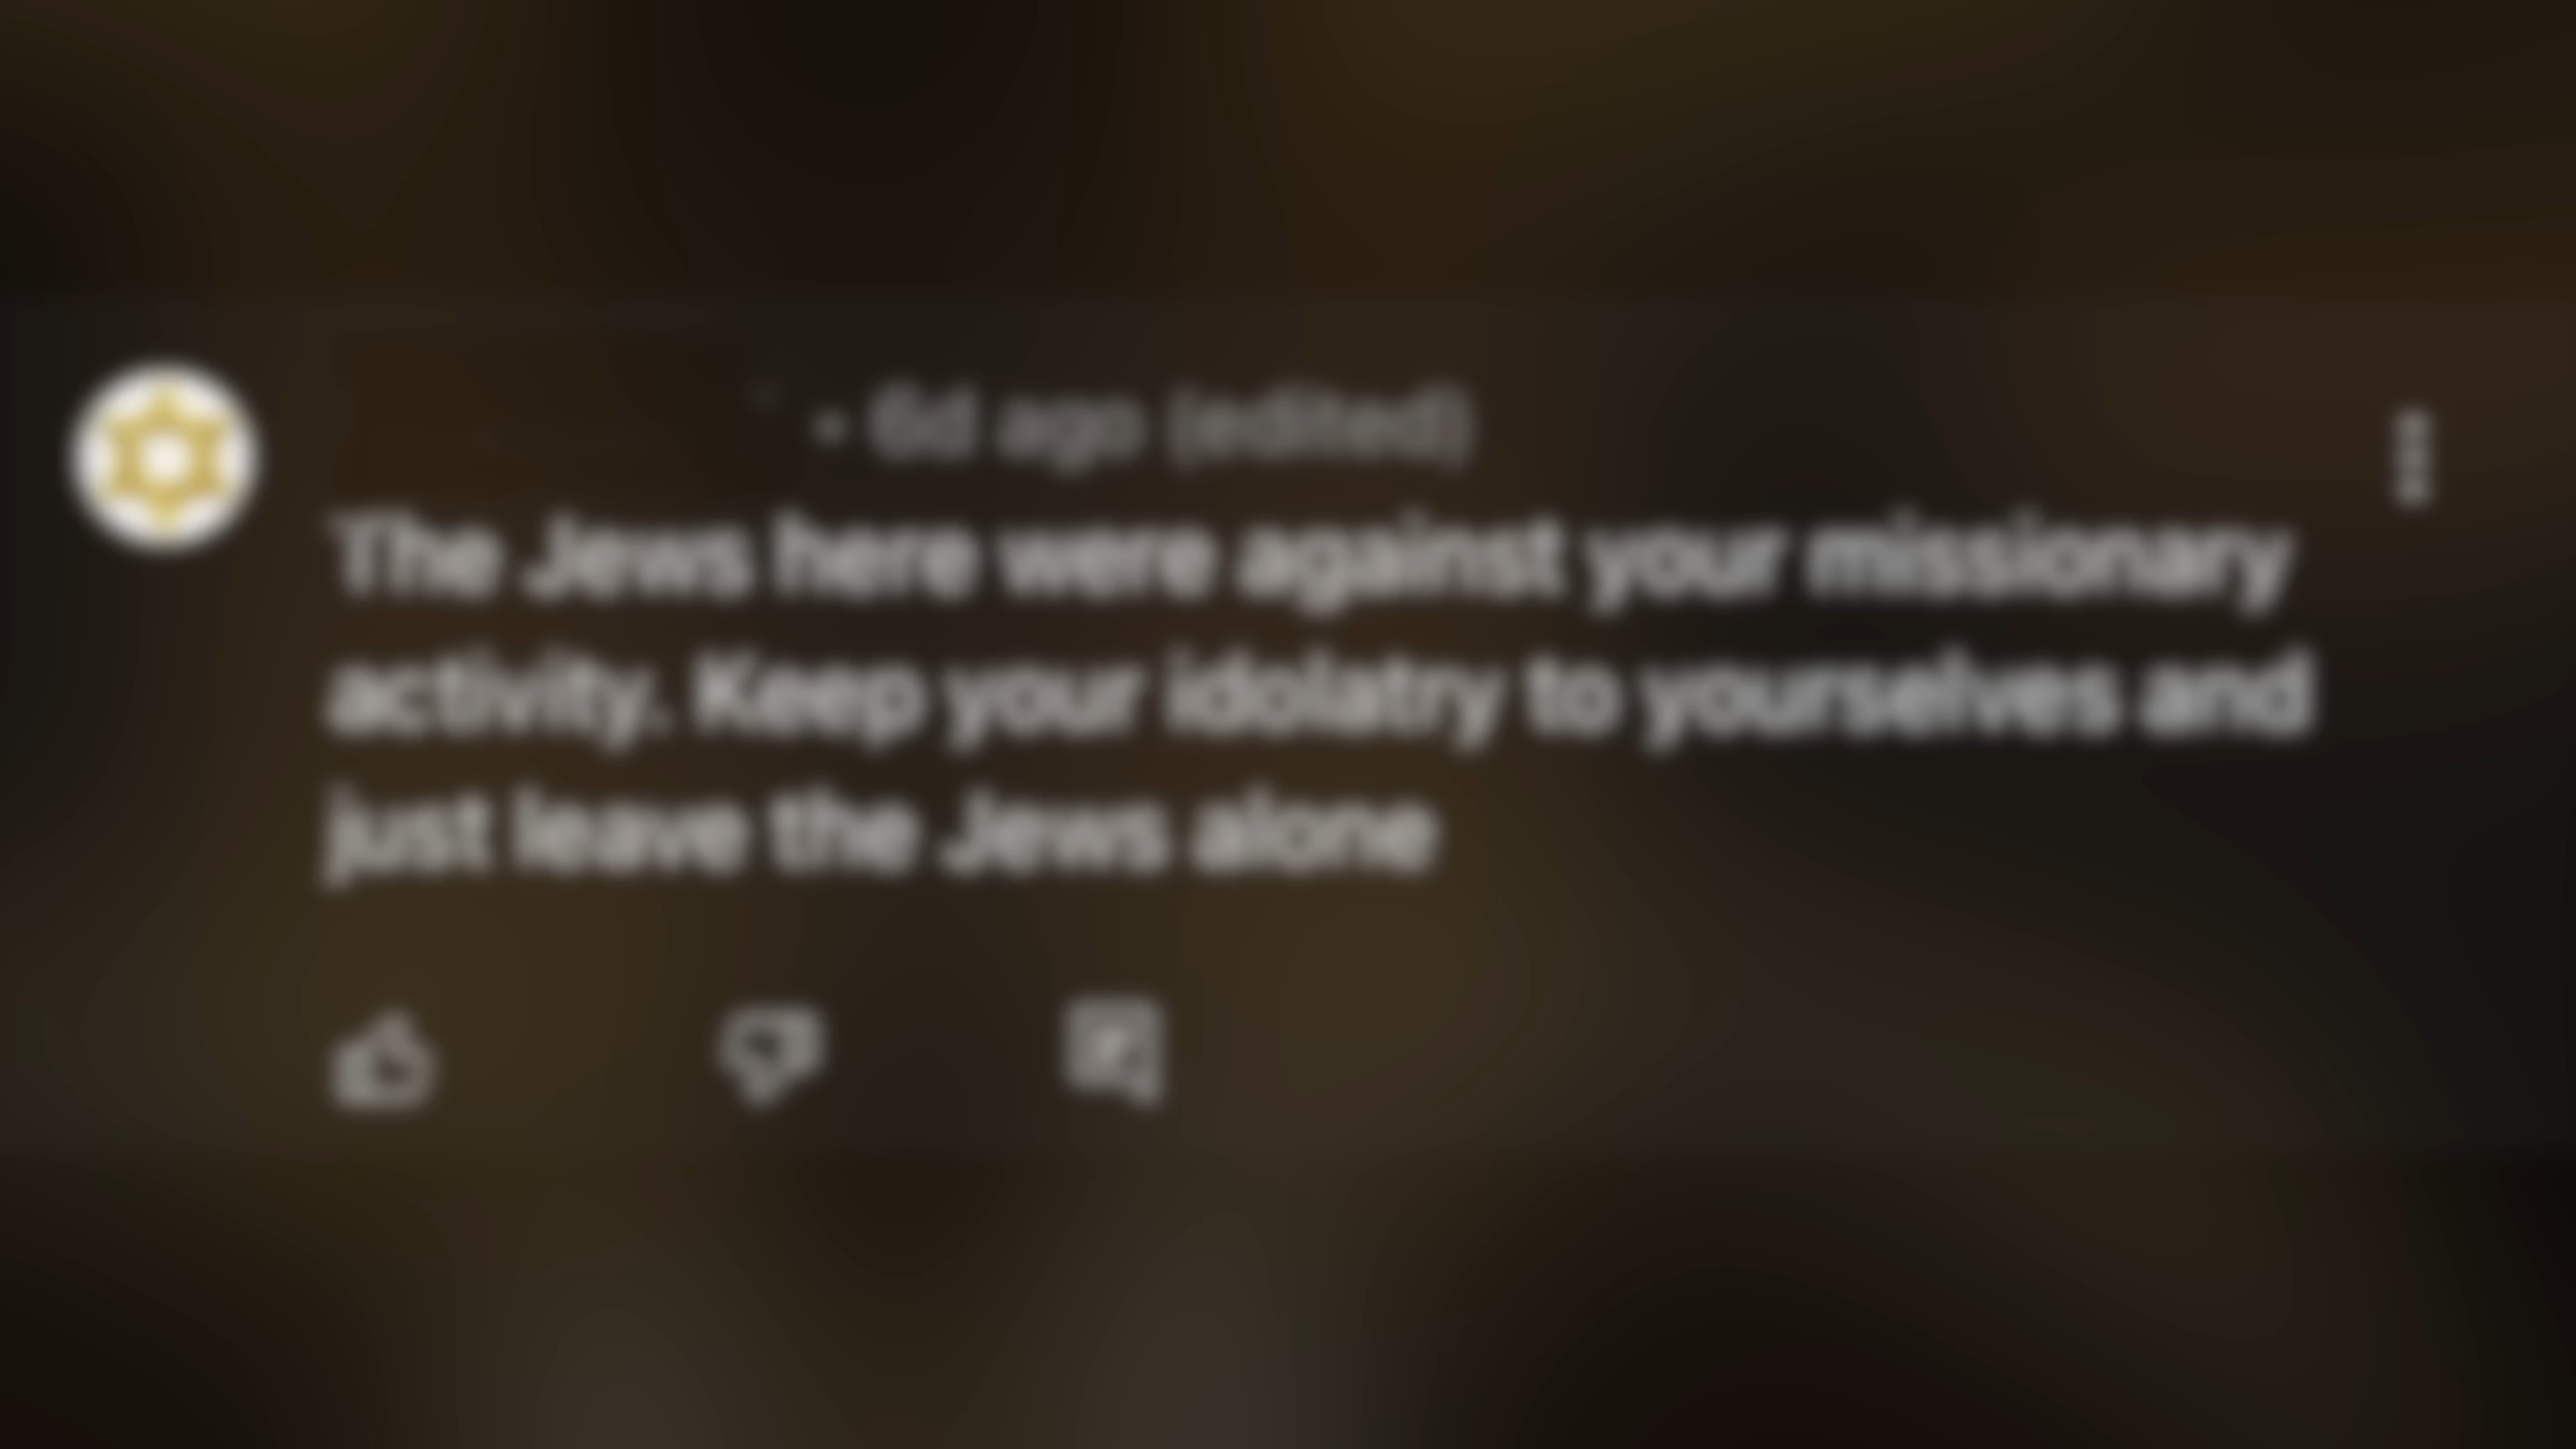 • 6d ago (edited)
The Jews here were against your missionary
activity. Keep your idolatry to yourselves and
just leave the Jews alone